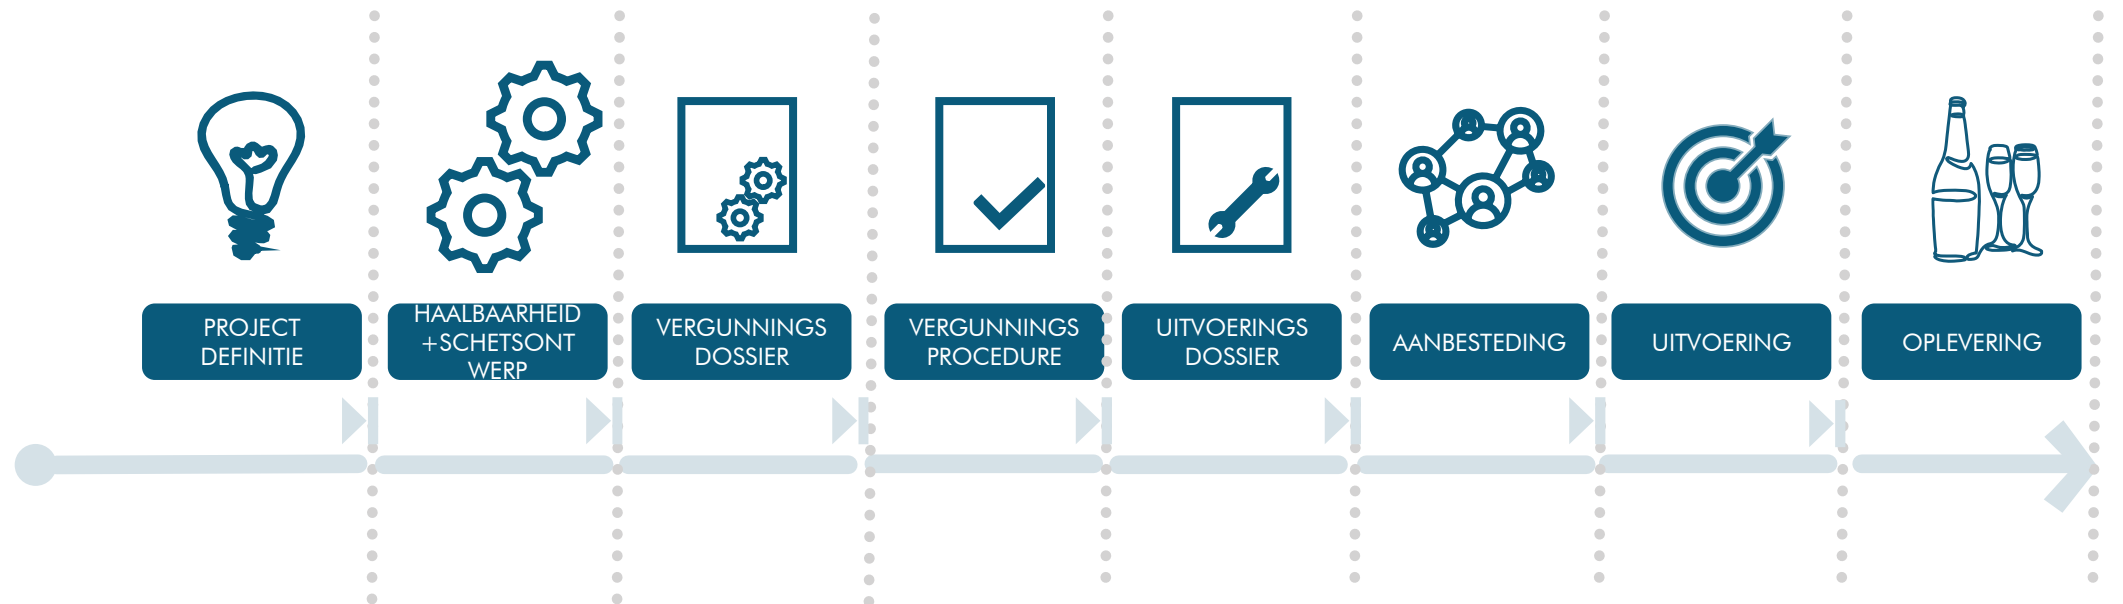 PROJECT
DEFINITIE
HAALBAARHEID
+SCHETSONT
WERP
VERGUNNINGS
DOSSIER
VERGUNNINGS
PROCEDURE
UITVOERINGS
DOSSIER
AANBESTEDING
UITVOERING
OPLEVERING